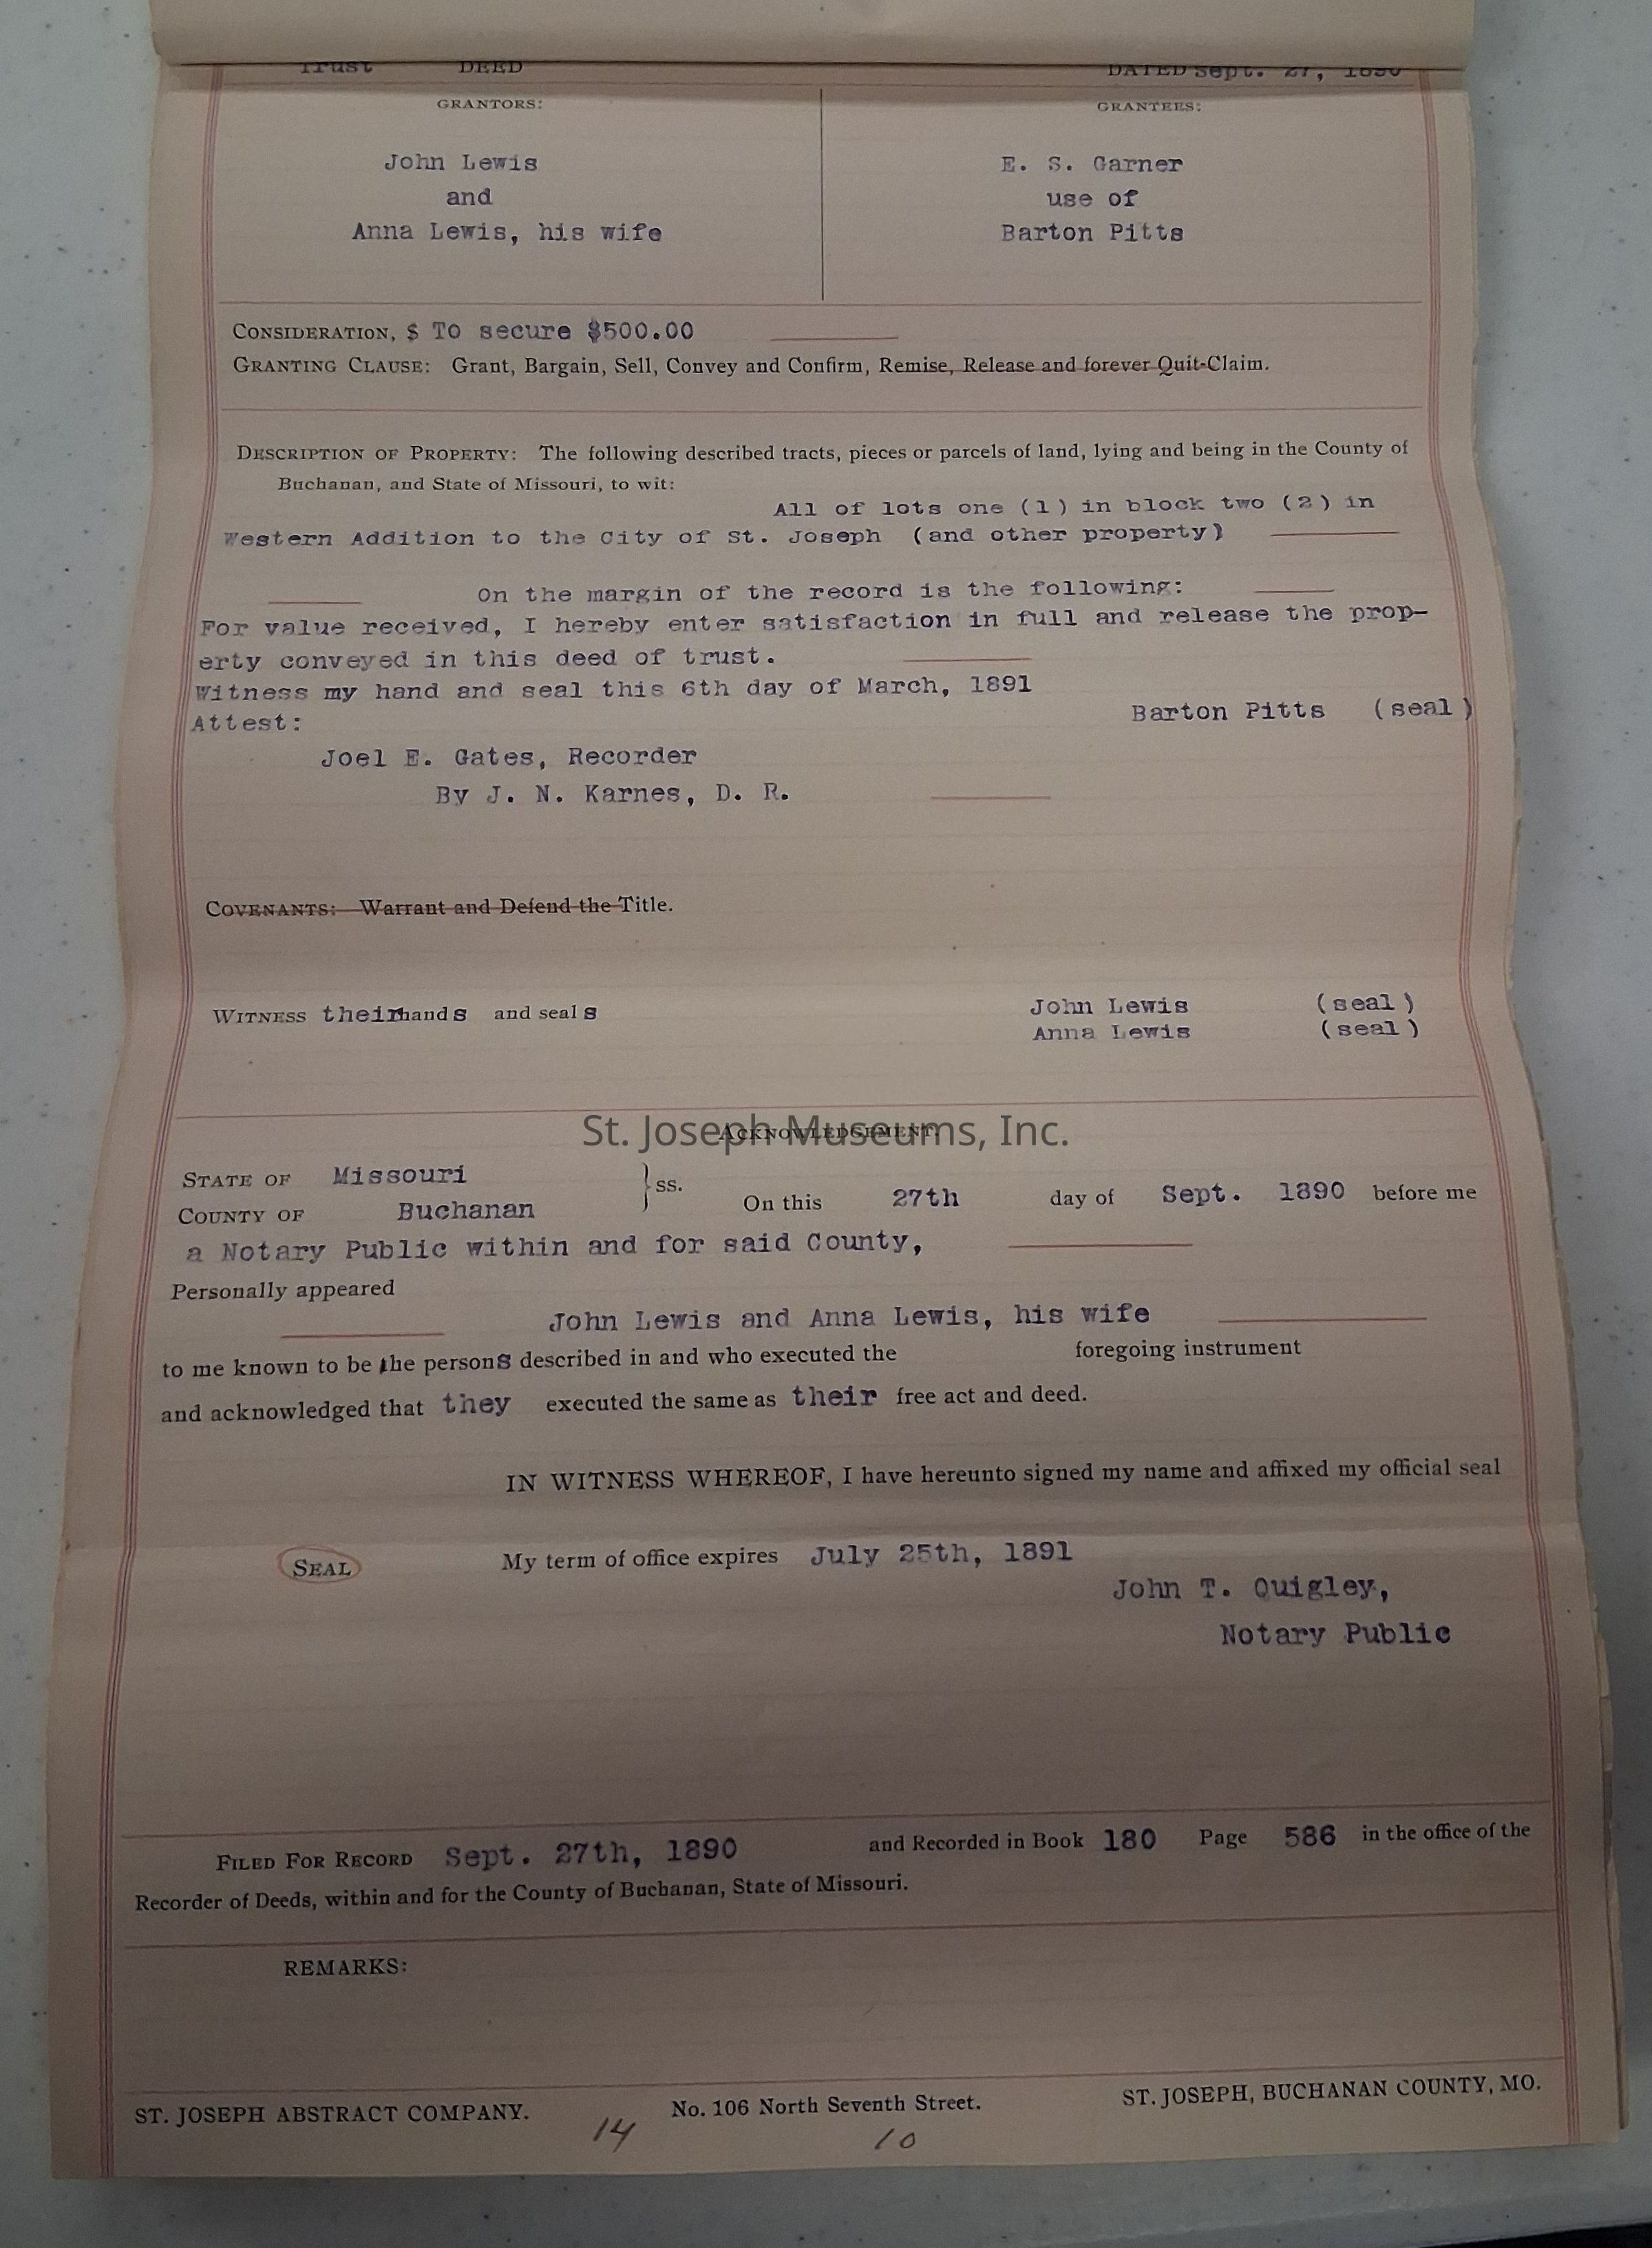 Trust DEED DATED Sept. 27, 1890
GRANTORS: GRANTEES:
John Lewis E. S. Garner
and use of
Anna Lewis, his wife Barton Pitts
CONSIDERATION, $ To secure $500.00
GRANTING CLAUSE: Grant, Bargain, Sell, Convey and Confirm, Remise, Release and forever Quit-Claim.
DESCRIPTION OF PROPERTY: The following described tracts, pieces or parcels of land, lying and being in the County of
Buchanan, and State of Missouri, to wit:
All of lots one (1) in block two (2) in
Western Addition to the City of St. Joseph (and other property)
On the margin of the record is the following:
For value received, I hereby enter satisfaction in full and release the prop-
erty conveyed in this deed of trust.
Witness my hand and seal this 6th day of March, 1891
Barton Pitts (seal)
Attest:
Joel E. Gates, Recorder
By J. N. Karnes, D. R.
COVENANTS: Warrant and Defend the Title.
WITNESS their hands and seals John Lewis (seal)
Anna Lewis (seal)
St. Joseph Museums, Inc.
ACKNOWLEDGEMENT.
STATE OF Missouri
COUNTY OF Buchanan } ss. On this 27th day of Sept. 1890 before me
a Notary Public within and for said County,
Personally appeared
John Lewis and Anna Lewis, his wife
to me known to be the persons described in and who executed the foregoing instrument
and acknowledged that they executed the same as their free act and deed.
IN WITNESS WHEREOF, I have hereunto signed my name and affixed my official seal
SEAL My term of office expires July 25th, 1891
John T. Quigley,
Notary Public
FILED FOR RECORD Sept. 27th, 1890 and Recorded in Book 180 Page 586 in the office of the
Recorder of Deeds, within and for the County of Buchanan, State of Missouri.
REMARKS:
ST. JOSEPH ABSTRACT COMPANY. No. 106 North Seventh Street. ST. JOSEPH, BUCHANAN COUNTY, MO.
14 10